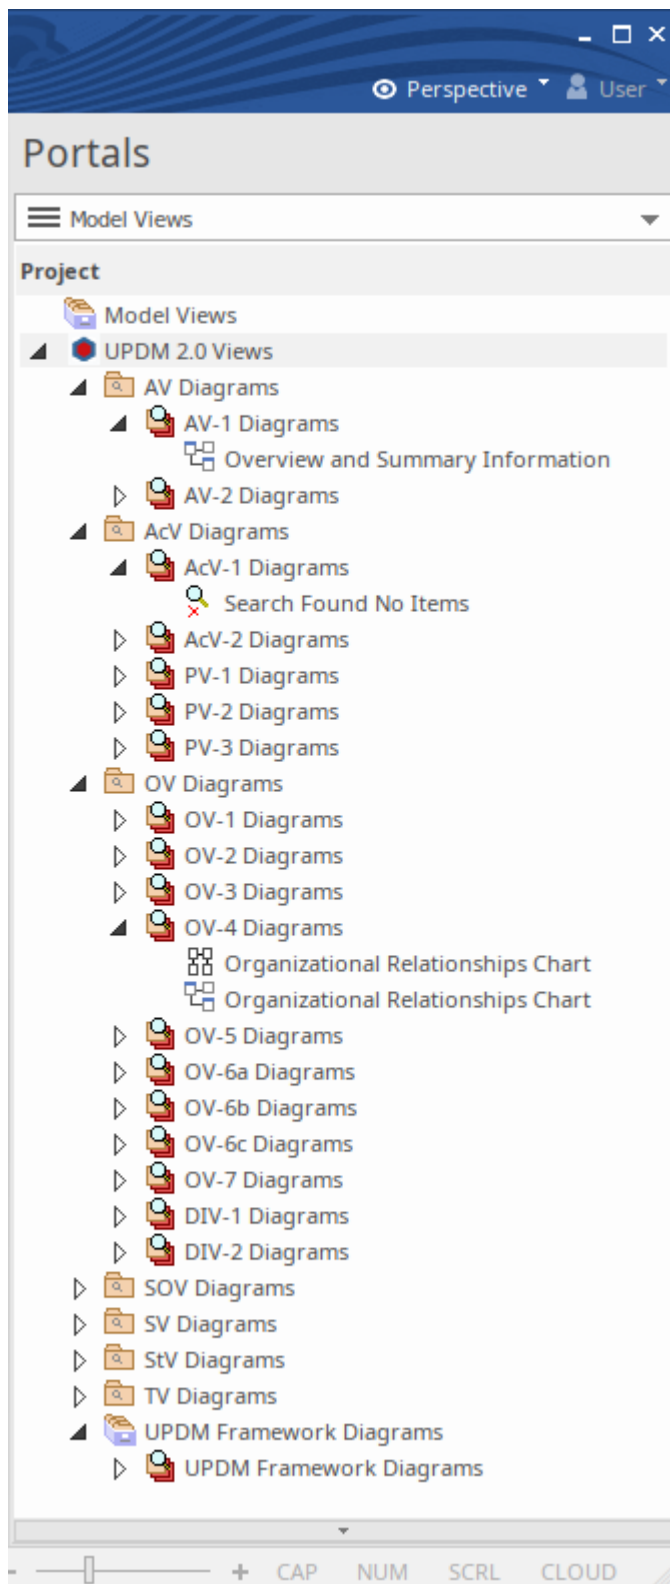 Perspective User
Portals
Model Views
Project
Model Views
UPDM 2.0 Views
AV Diagrams
AV-1 Diagrams
Overview and Summary Information
AV-2 Diagrams
AcV Diagrams
AcV-1 Diagrams
Search Found No Items
AcV-2 Diagrams
PV-1 Diagrams
PV-2 Diagrams
PV-3 Diagrams
OV Diagrams
OV-1 Diagrams
OV-2 Diagrams
OV-3 Diagrams
OV-4 Diagrams
Organizational Relationships Chart
Organizational Relationships Chart
OV-5 Diagrams
OV-6a Diagrams
OV-6b Diagrams
OV-6c Diagrams
OV-7 Diagrams
DIV-1 Diagrams
DIV-2 Diagrams
SOV Diagrams
SV Diagrams
StV Diagrams
TV Diagrams
UPDM Framework Diagrams
UPDM Framework Diagrams
CAP NUM SCRL CLOUD